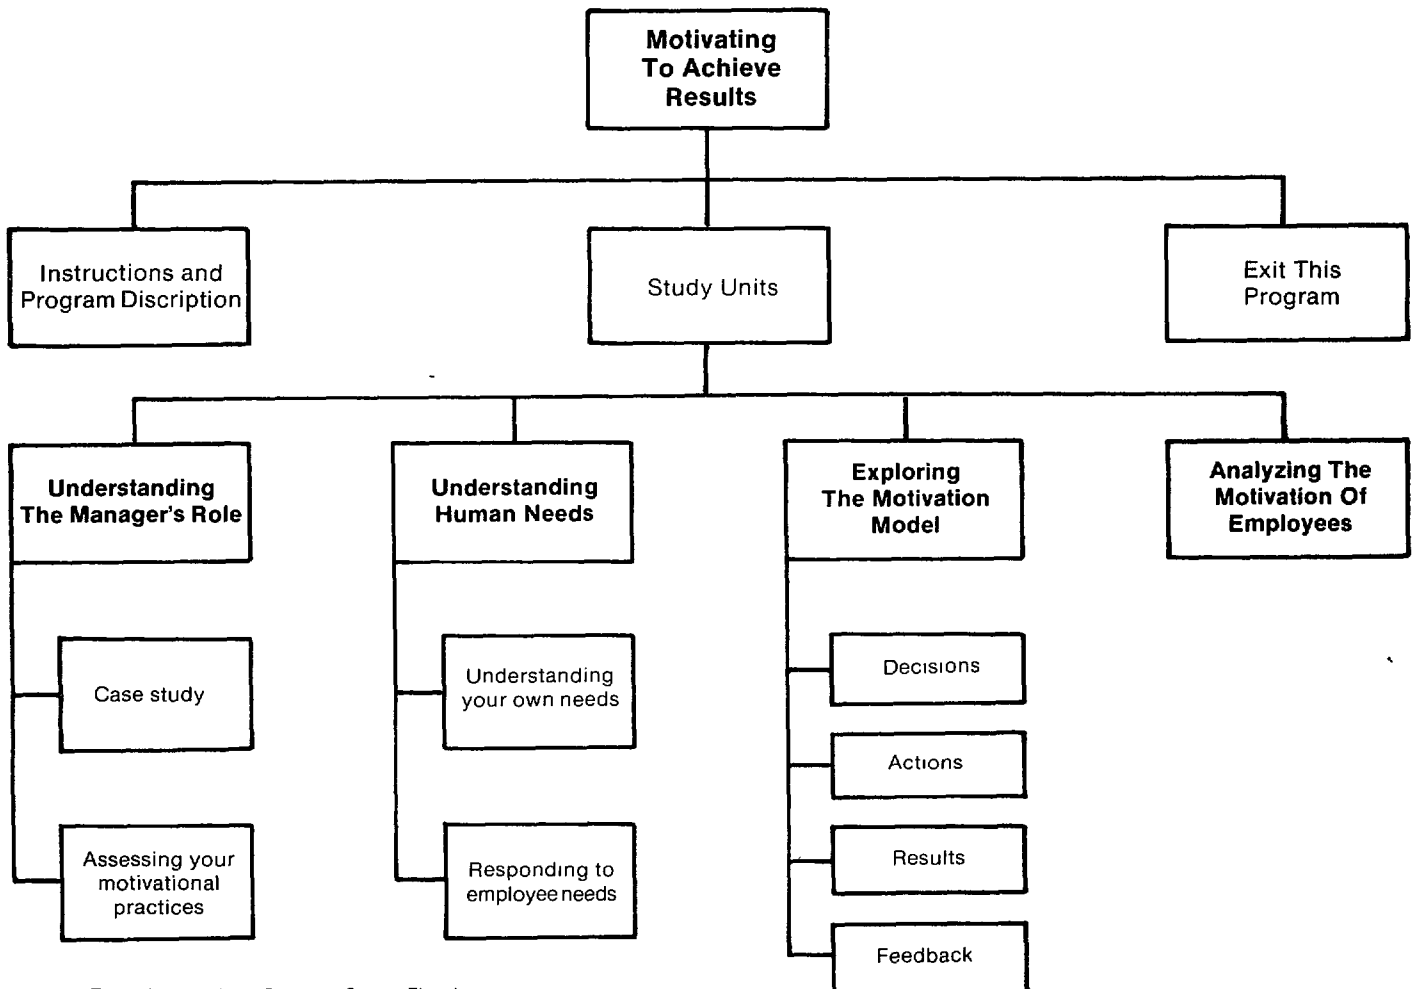 Motivating
To Achieve
Results
Instructions and
Program Discription
Study Units
Exit This
Program
Understanding
The Manager's Role
Understanding
Human Needs
Exploring
The Motivation
Model
Analyzing The
Motivation Of
Employees
Case study
Assessing your
motivational
practices
Understanding
your own needs
Responding to
employee needs
Decisions
Actions
Results
Feedback